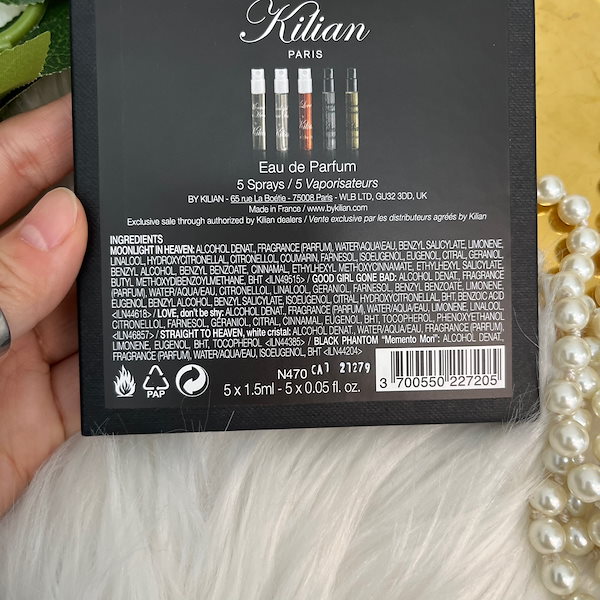 Kilian
PARIS
Eau de Parfum
5 Sprays / 5 Vaporisateurs
BY KILIAN - 65 rue La Boétie - 75008 Paris - WLB LTD, GU32 3DD, UK
Made in France / www.bykilian.com
Exclusive sale through authorized by Kilian dealers / Vente exclusive par les distributeurs agréés by Kilian
INGREDIENTS
MOONLIGHT IN HEAVEN: ALCOHOL DENAT, FRAGRANCE (PARFUM), WATER/AQUA/EAU, BENZYL SALICYLATE, LIMONENE,
LINALOOL, HYDROXYCITRONELLAL, CITRONELLOL, COUMARIN, FARNESOL, ISOEUGENOL, EUGENOL, CITRAL, GERANIOL,
BENZYL ALCOHOL, BENZYL BENZOATE, CINNAMAL, ETHYLHEXYL METHOXYCINNAMATE, ETHYLHEXYL SALICYLATE,
BUTYL METHOXYDIBENZOYLMETHANE, BHT <ILN49515> / GOOD GIRL GONE BAD: ALCOHOL DENAT, FRAGRANCE
(PARFUM), WATER/AQUA/EAU, CITRONELLOL, LINALOOL, GERANIOL, FARNESOL, BENZYL BENZOATE, LIMONENE,
EUGENOL, BENZYL ALCOHOL, BENZYL SALICYLATE, ISOEUGENOL, CITRAL, HYDROXYCITRONELLAL, BHT, BENZOIC ACID
<ILN44618> / LOVE, don't be shy: ALCOHOL DENAT, FRAGRANCE (PARFUM), WATER/AQUA/EAU, LIMONENE, LINALOOL,
CITRONELLOL, FARNESOL, GERANIOL, CITRAL, CINNAMAL, EUGENOL, BHT, TOCOPHEROL, PHENOXYETHANOL
<ILN46857> / STRAIGHT TO HEAVEN, white cristal: ALCOHOL DENAT, WATER/AQUA/EAU, FRAGRANCE (PARFUM),
LIMONENE, EUGENOL, BHT, TOCOPHEROL <ILN44385> / BLACK PHANTOM "Memento Mori": ALCOHOL DENAT,
FRAGRANCE (PARFUM), WATER/AQUA/EAU, ISOEUGENOL, BHT <ILN44204>
N470 CA1 21279
PAP
5 x 1.5ml - 5 x 0.05 fl. oz.
3 700550 227205